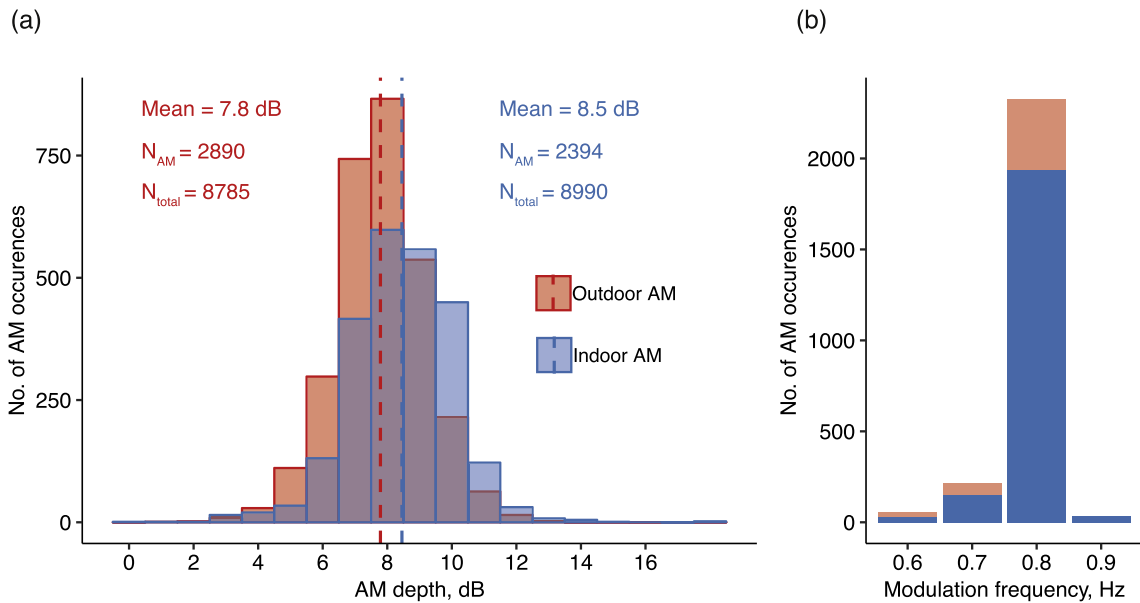 (a)
Mean = 7.8 dB
N_AM = 2890
N_total = 8785
Mean = 8.5 dB
N_AM = 2394
N_total = 8990
Outdoor AM
Indoor AM
No. of AM occurences
750
500
250
0
0 2 4 6 8 10 12 14 16
AM depth, dB
(b)
No. of AM occurences
2000
1500
1000
500
0
0.6 0.7 0.8 0.9
Modulation frequency, Hz